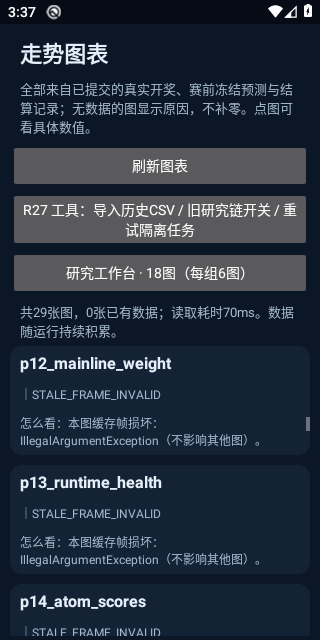 3:37
走势图表
全部来自已提交的真实开奖、赛前冻结预测与结
算记录；无数据的图显示原因，不补零。点图可
看具体数值。
刷新图表
R27 工具：导入历史CSV / 旧研究链开关 / 重
试隔离任务
研究工作台 · 18图（每组6图）
共29张图，0张已有数据；读取耗时70ms。数据
随运行持续积累。
p12_mainline_weight
｜STALE_FRAME_INVALID
怎么看：本图缓存帧损坏：
IllegalArgumentException（不影响其他图）。
p13_runtime_health
｜STALE_FRAME_INVALID
怎么看：本图缓存帧损坏：
IllegalArgumentException（不影响其他图）。
p14_atom_scores
｜STALE_FRAME_INVALID